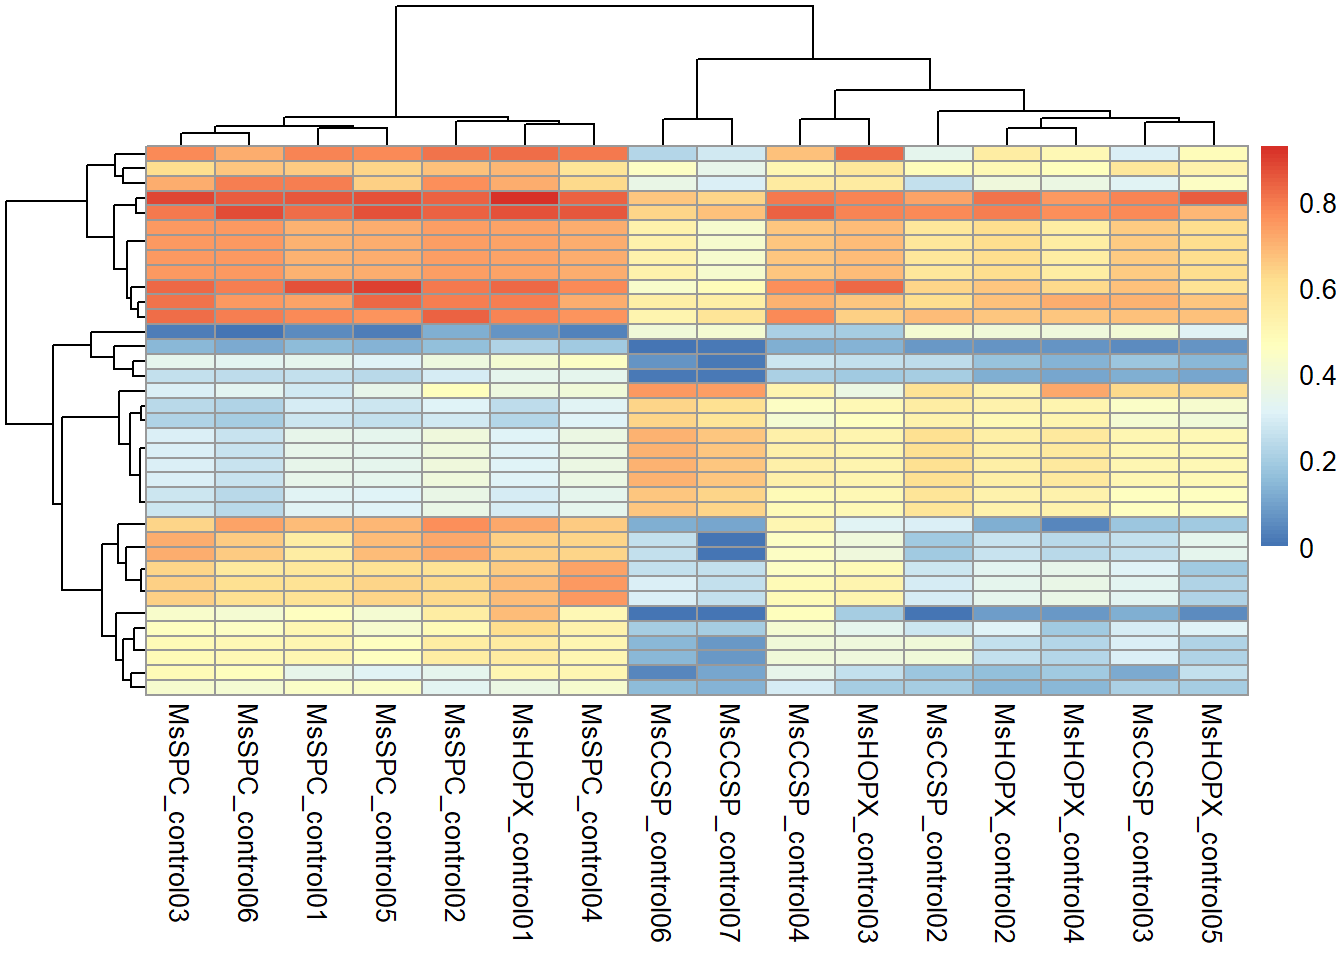 0.8
0.6
0.4
0.2
0
MsSPC_control03
MsSPC_control06
MsSPC_control01
MsSPC_control05
MsSPC_control02
MsHOPX_control01
MsSPC_control04
MsCCSP_control06
MsCCSP_control07
MsCCSP_control04
MsHOPX_control03
MsCCSP_control02
MsHOPX_control02
MsHOPX_control04
MsCCSP_control03
MsHOPX_control05